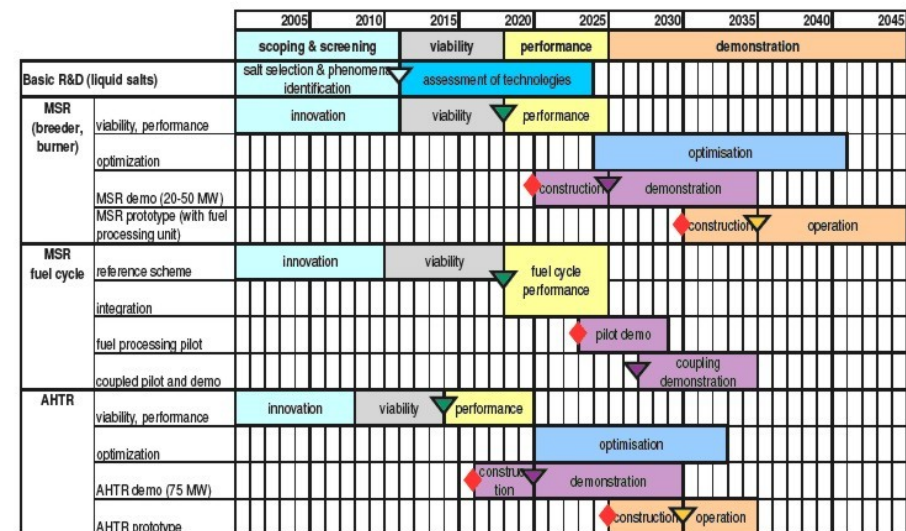 2005 2010 2015 2020 2025 2030 2035 2040 2045
scoping & screening viability performance demonstration
Basic R&D (liquid salts)
salt selection & phenomena
identification
assessment of technologies
MSR
(breeder,
burner)
viability, performance
innovation viability performance
optimization
optimisation
MSR demo (20-50 MW)
construction demonstration
MSR prototype (with fuel
processing unit)
construction operation
MSR
fuel cycle
reference scheme
innovation viability
fuel cycle
performance
integration
fuel processing pilot
pilot demo
coupled pilot and demo
coupling
demonstration
AHTR
viability, performance
innovation viability performance
optimization
optimisation
AHTR demo (75 MW)
construc
tion
demonstration
AHTR prototype
construction operation